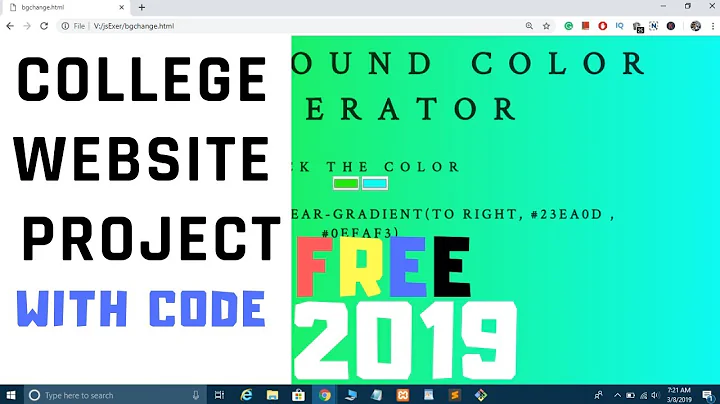 bgchange.html
File
V:/jsExer/bgchange.html
COLLEGE
WEBSITE
PROJECT
WITH CODE
OUND COLOR
ERATOR
CK THE COLOR
EAR-GRADIENT(TO RIGHT, #23EA0D ,
#0EFAF3)
FREE
2019
Type here to search
7:21 AM
3/8/2019